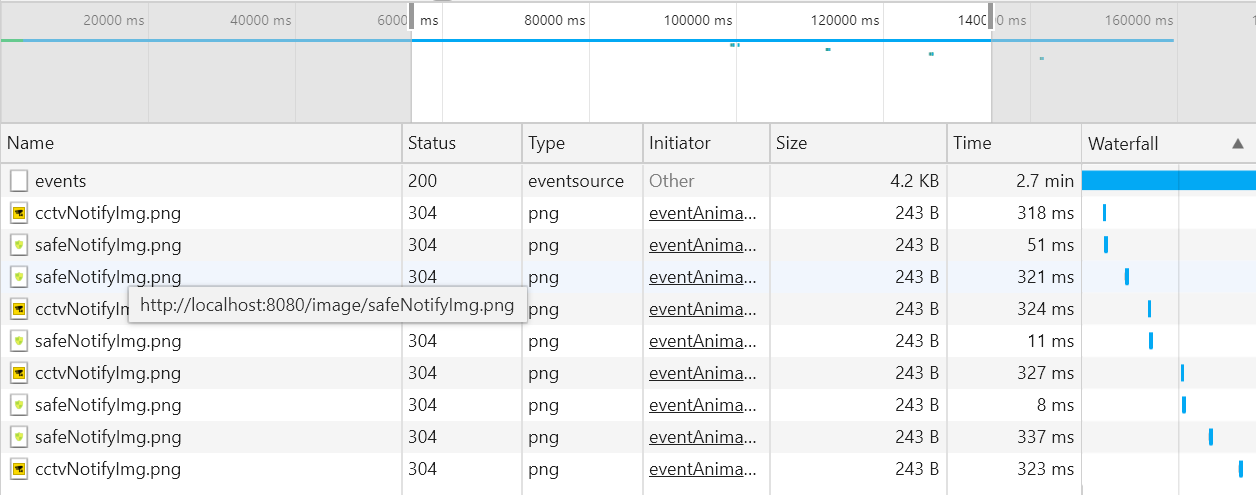 20000 ms 40000 ms 6000 ms 80000 ms 100000 ms 120000 ms 140 00 ms 160000 ms
Name Status Type Initiator Size Time Waterfall ▲
events 200 eventsource Other 4.2 KB 2.7 min
cctvNotifyImg.png 304 png eventAnima... 243 B 318 ms
safeNotifyImg.png 304 png eventAnima... 243 B 51 ms
safeNotifyImg.png 304 png eventAnima... 243 B 321 ms
http://localhost:8080/image/safeNotifyImg.png
cctvNotifyIm png eventAnima... 243 B 324 ms
safeNotifyImg.png 304 png eventAnima... 243 B 11 ms
cctvNotifyImg.png 304 png eventAnima... 243 B 327 ms
safeNotifyImg.png 304 png eventAnima... 243 B 8 ms
safeNotifyImg.png 304 png eventAnima... 243 B 337 ms
cctvNotifyImg.png 304 png eventAnima... 243 B 323 ms